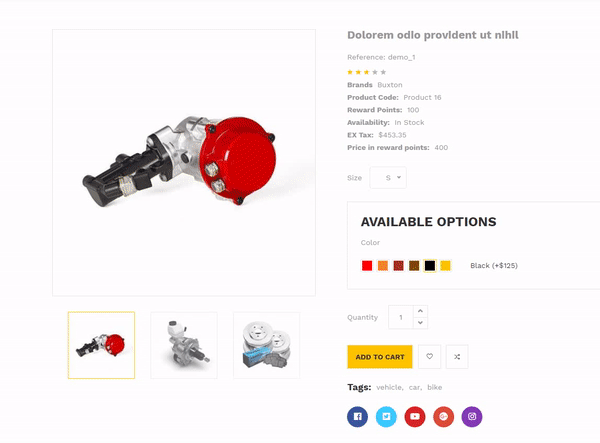 Dolorem odio provident ut nihil
Reference: demo_1
Brands Buxton
Product Code: Product 16
Reward Points: 100
Availability: In Stock
EX Tax: $453.35
Price in reward points: 400
Size S
AVAILABLE OPTIONS
Color
Black (+$125)
Quantity 1
ADD TO CART
Tags: vehicle, car, bike